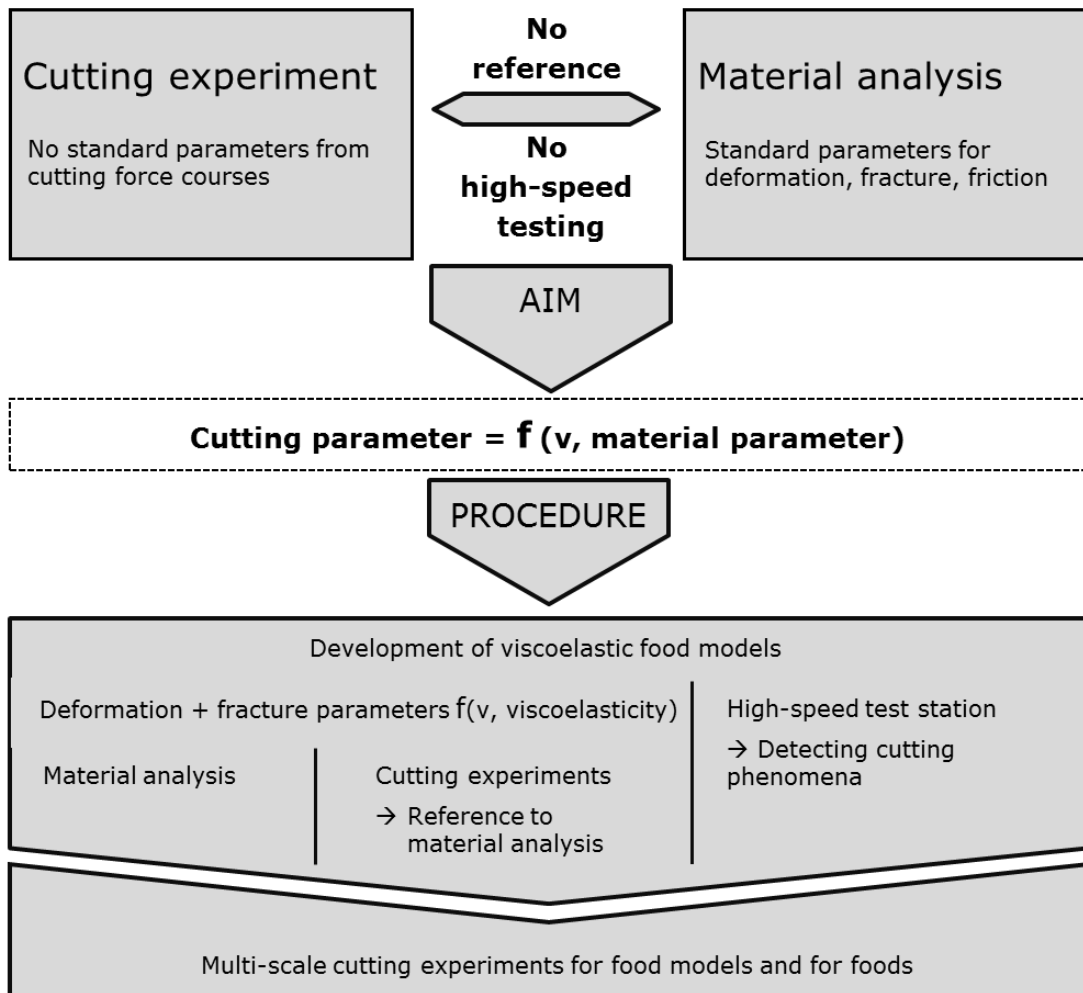 Cutting experiment
No standard parameters from
cutting force courses
No
reference
No
high-speed
testing
Material analysis
Standard parameters for
deformation, fracture, friction
AIM
Cutting parameter = f (v, material parameter)
PROCEDURE
Development of viscoelastic food models
Deformation + fracture parameters f(v, viscoelasticity)
Material analysis
Cutting experiments
→ Reference to
material analysis
High-speed test station
→ Detecting cutting
phenomena
Multi-scale cutting experiments for food models and for foods